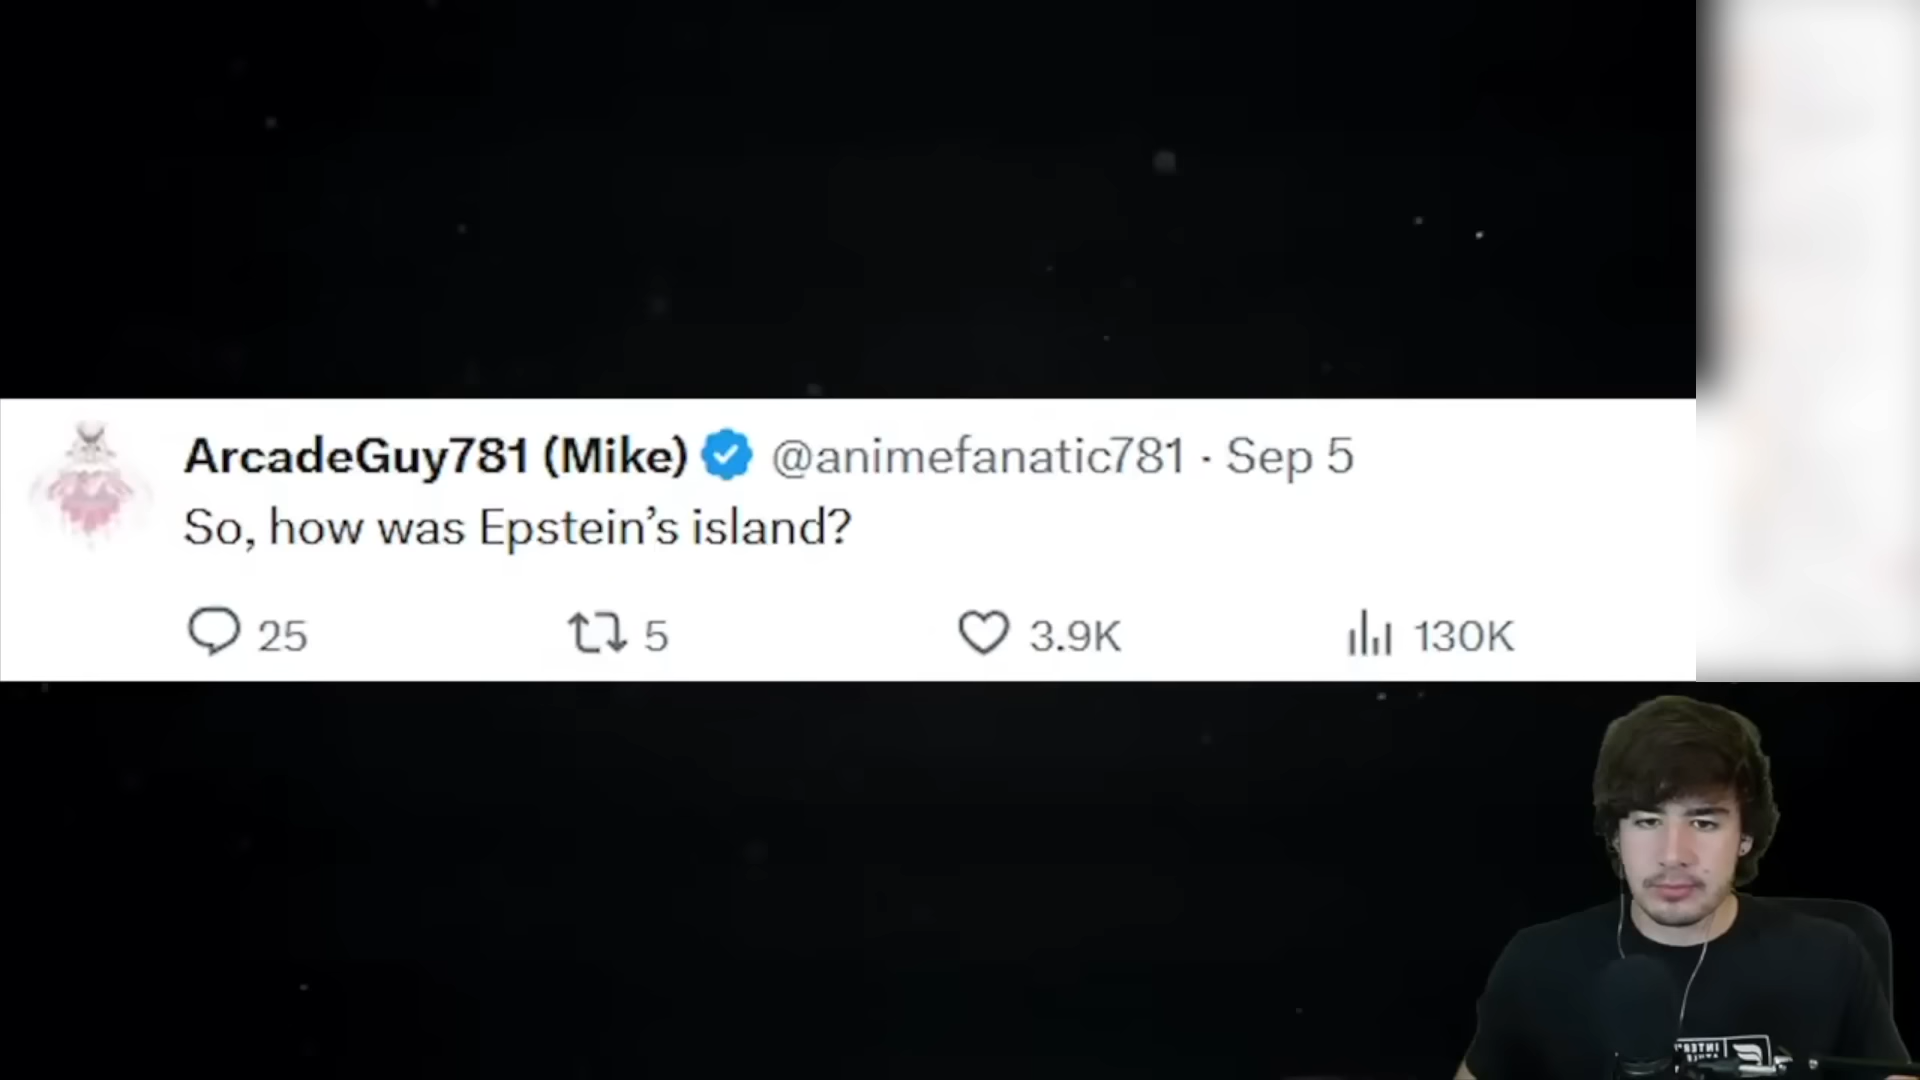 ArcadeGuy781 (Mike) @animefanatic781 · Sep 5
So, how was Epstein’s island?
25 5 3.9K 130K